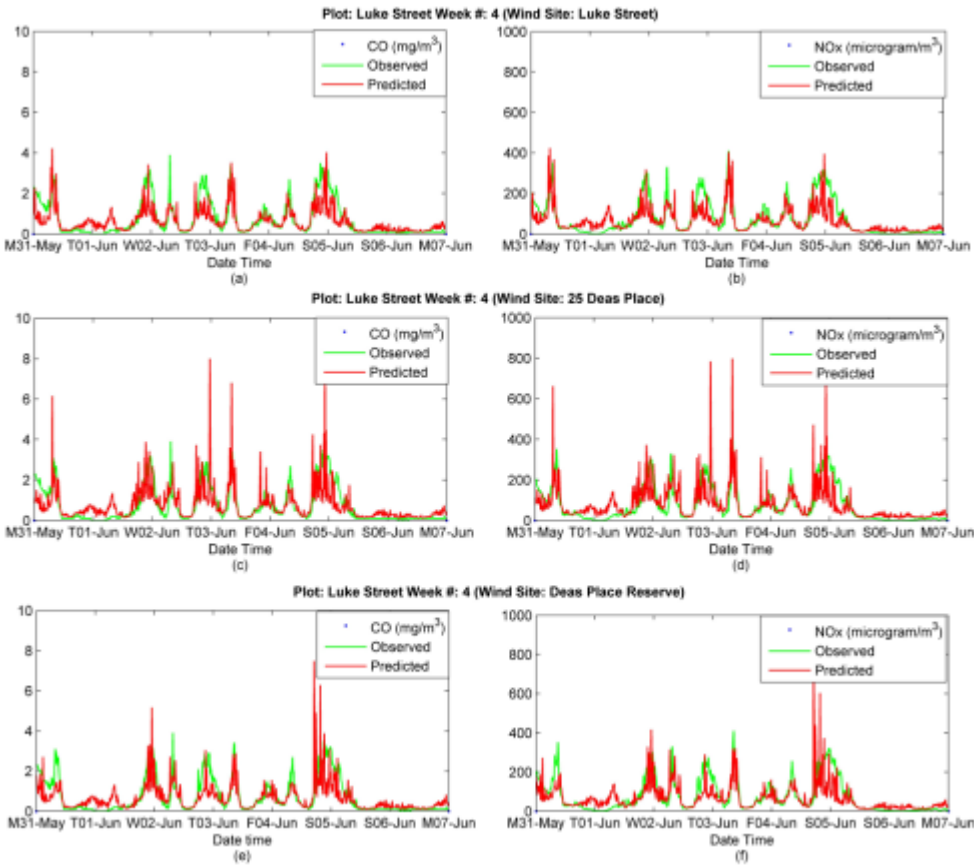 Plot: Luke Street Week #: 4 (Wind Site: Luke Street)
10
8
6
4
2
0
CO (mg/m³)
Observed
Predicted
M31-May T01-Jun W02-Jun T03-Jun F04-Jun S05-Jun S06-Jun M07-Jun
Date Time
(a)
1000
800
600
400
200
0
NOx (microgram/m³)
Observed
Predicted
M31-May T01-Jun W02-Jun T03-Jun F04-Jun S05-Jun S06-Jun M07-Jun
Date Time
(b)
Plot: Luke Street Week #: 4 (Wind Site: 25 Deas Place)
10
8
6
4
2
0
CO (mg/m³)
Observed
Predicted
M31-May T01-Jun W02-Jun T03-Jun F04-Jun S05-Jun S06-Jun M07-Jun
Date Time
(c)
1000
800
600
400
200
0
NOx (microgram/m³)
Observed
Predicted
M31-May T01-Jun W02-Jun T03-Jun F04-Jun S05-Jun S06-Jun M07-Jun
Date Time
(d)
Plot: Luke Street Week #: 4 (Wind Site: Deas Place Reserve)
10
8
6
4
2
0
CO (mg/m³)
Observed
Predicted
M31-May T01-Jun W02-Jun T03-Jun F04-Jun S05-Jun S06-Jun M07-Jun
Date time
(e)
1000
800
600
400
200
0
NOx (microgram/m³)
Observed
Predicted
M31-May T01-Jun W02-Jun T03-Jun F04-Jun S05-Jun S06-Jun M07-Jun
Date Time
(f)